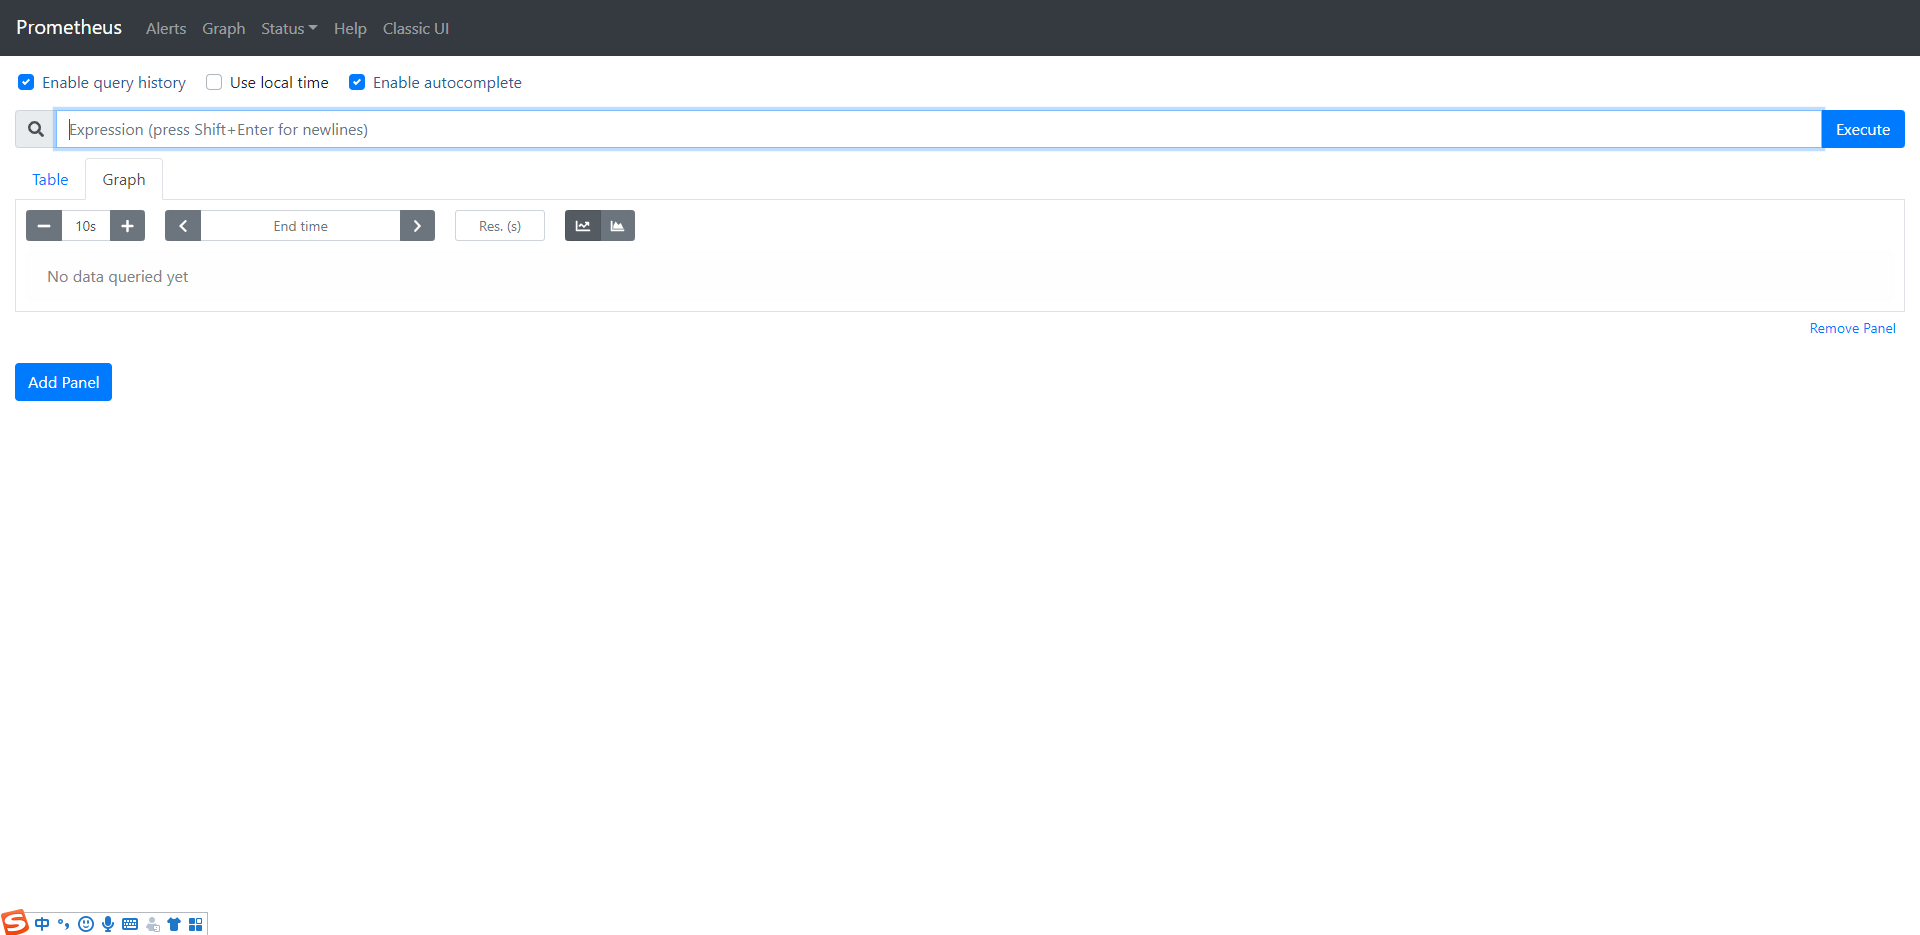 Prometheus Alerts Graph Status Help Classic UI
Enable query history Use local time Enable autocomplete
Expression (press Shift+Enter for newlines) Execute
Table Graph
10s End time Res. (s)
No data queried yet
Remove Panel
Add Panel
S 中 °,